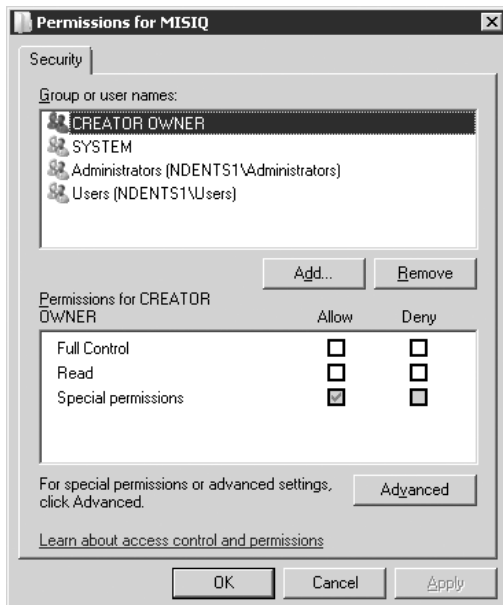 Permissions for MISIQ
Security
Group or user names:
CREATOR OWNER
SYSTEM
Administrators (NDENTS1\Administrators)
Users (NDENTS1\Users)
Add...
Remove
Permissions for CREATOR
OWNER
Allow
Deny
Full Control
Read
Special permissions
For special permissions or advanced settings,
click Advanced.
Advanced
Learn about access control and permissions
OK
Cancel
Apply